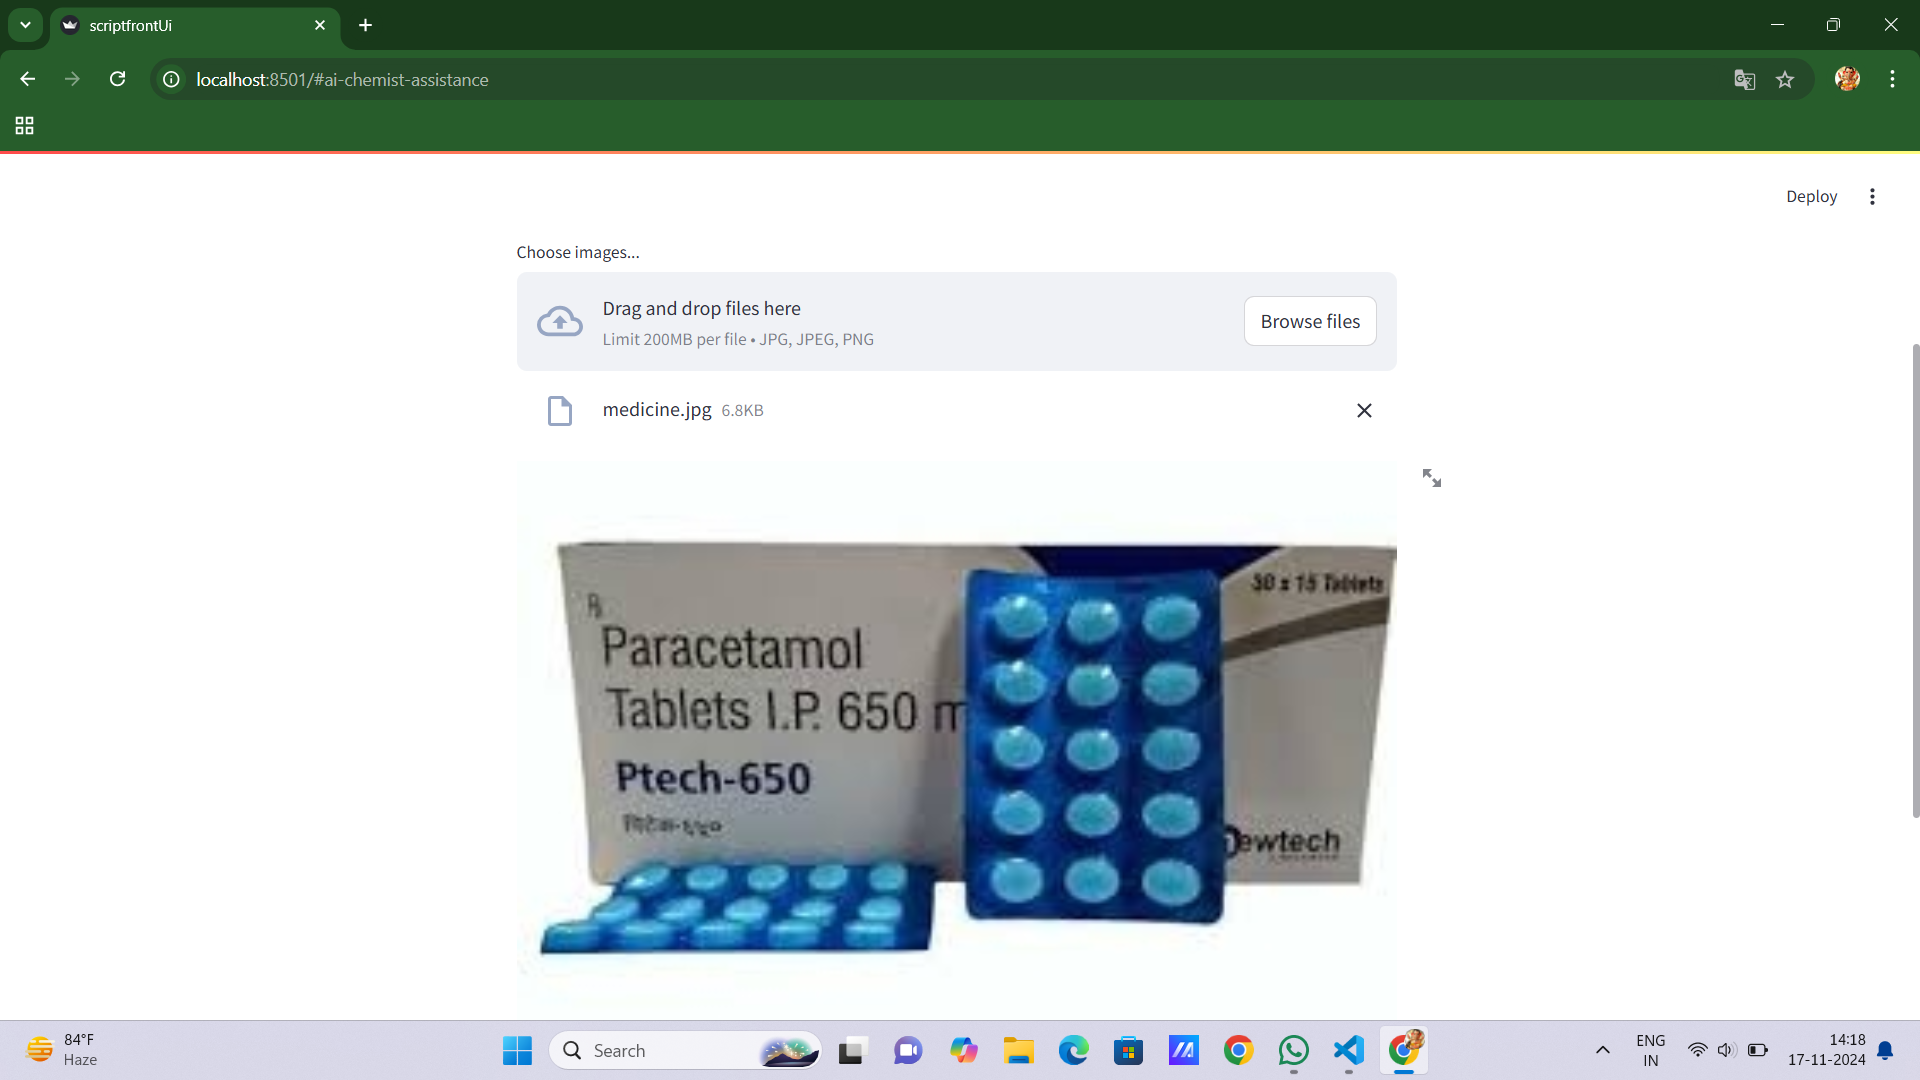 scriptfrontUi
localhost:8501/#ai-chemist-assistance
Deploy
Choose images...
Drag and drop files here
Limit 200MB per file • JPG, JPEG, PNG
Browse files
medicine.jpg 6.8KB
30 x 15 Tablets
Rx
Paracetamol
Tablets I.P. 650 m
Ptech-650
ewtech
84°F
Haze
Search
ENG
IN
14:18
17-11-2024